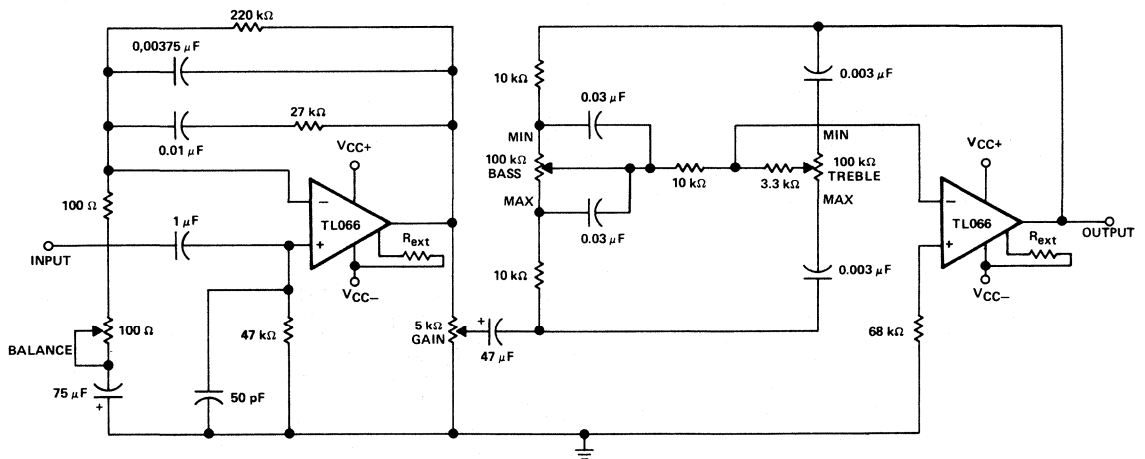 220 kΩ
0,00375 μF
0.01 μF
27 kΩ
100 Ω
1 μF
INPUT
VCC+
−
+
TL066
Rext
VCC−
100 Ω
BALANCE
75 μF
+
50 pF
47 kΩ
5 kΩ
GAIN
+
47 μF
10 kΩ
0.03 μF
MIN
100 kΩ
BASS
MAX
0.03 μF
10 kΩ
10 kΩ
3.3 kΩ
0.003 μF
MIN
100 kΩ
TREBLE
MAX
0.003 μF
VCC+
−
+
TL066
Rext
VCC−
OUTPUT
68 kΩ